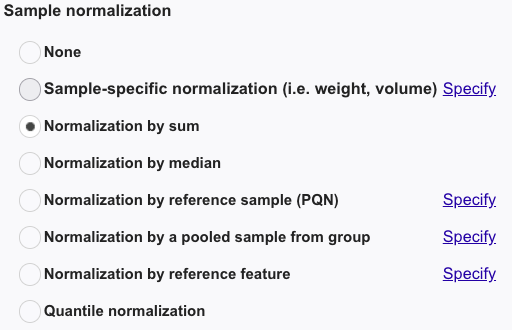 Sample normalization
None
Sample-specific normalization (i.e. weight, volume) Specify
Normalization by sum
Normalization by median
Normalization by reference sample (PQN) Specify
Normalization by a pooled sample from group Specify
Normalization by reference feature Specify
Quantile normalization